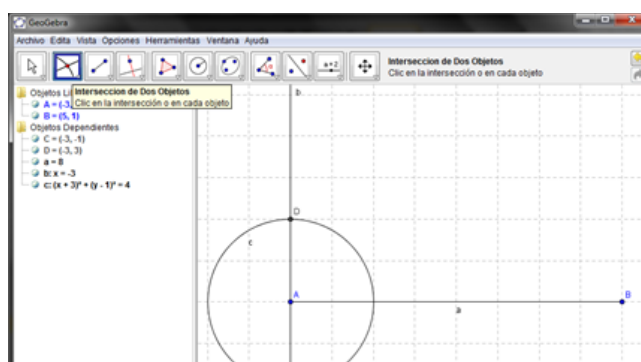 GeoGebra
Archivo Edita Vista Opciones Herramientas Ventana Ayuda
a=2
Interseccion de Dos Objetos
Clic en la intersección o en cada objeto
Interseccion de Dos Objetos
Clic en la intersección o en cada objeto
Objetos Li
A = (-3,
B = (5, 1)
Objetos Dependientes
C = (-3, -1)
D = (-3, 3)
a = 8
b: x = -3
c: (x + 3)² + (y - 1)² = 4
b
D
c
A
B
a